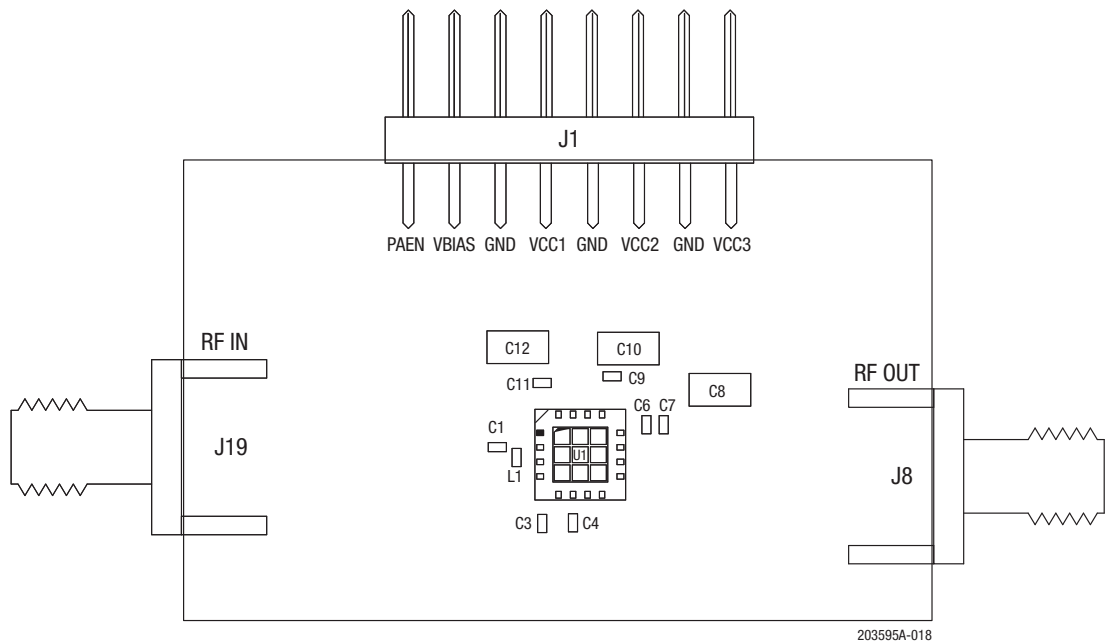 J1
PAEN VBIAS GND VCC1 GND VCC2 GND VCC3
RF IN
C12
C10
C11
C9
C8
RF OUT
C1
C6 C7
J19
U1
L1
J8
C3
C4
203595A-018